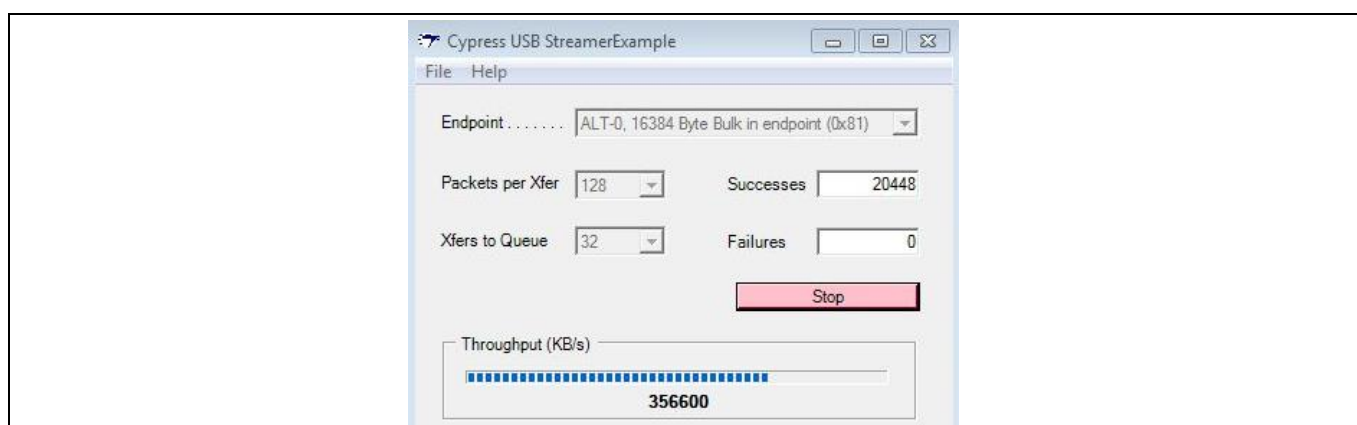 Cypress USB StreamerExample
File Help
Endpoint . . . . . . . ALT-0, 16384 Byte Bulk in endpoint (0x81)
Packets per Xfer 128 Successes 20448
Xfers to Queue 32 Failures 0
Stop
Throughput (KB/s)
356600